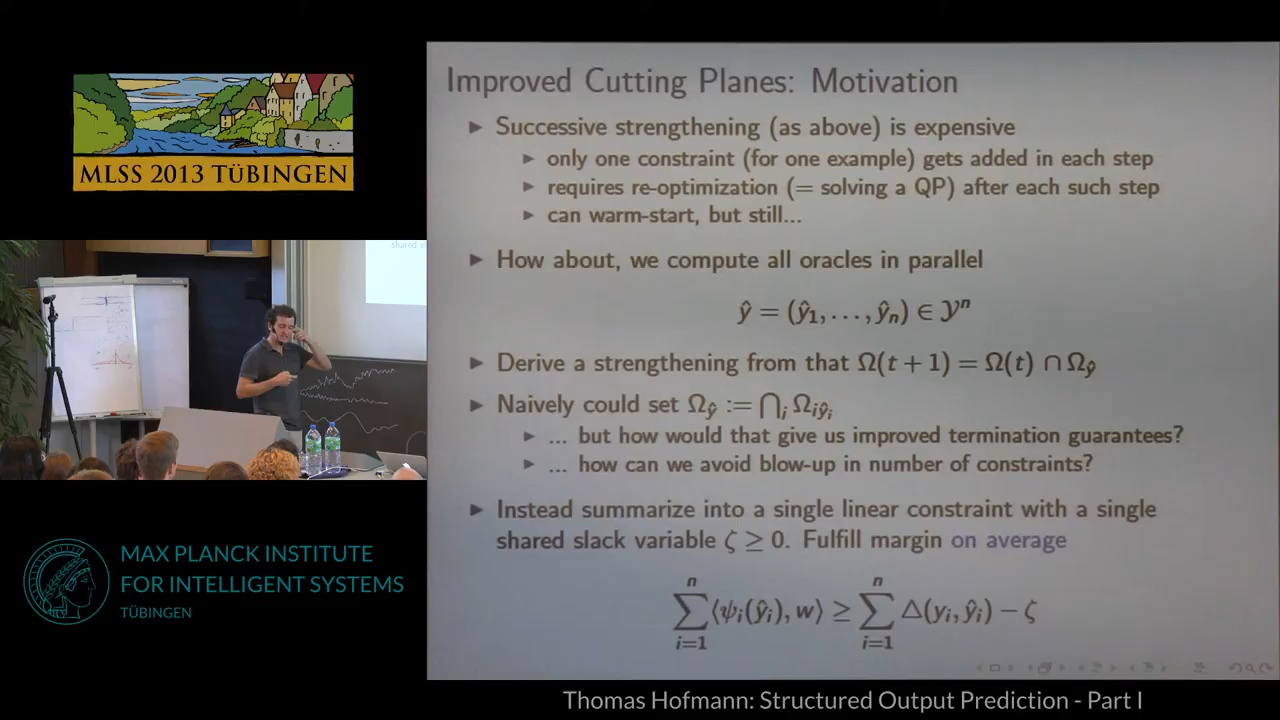 MLSS 2013 TÜBINGEN
MAX PLANCK INSTITUTE
FOR INTELLIGENT SYSTEMS
TÜBINGEN
Improved Cutting Planes: Motivation
▶ Successive strengthening (as above) is expensive
▶ only one constraint (for one example) gets added in each step
▶ requires re-optimization (= solving a QP) after each such step
▶ can warm-start, but still...
▶ How about, we compute all oracles in parallel
ŷ = (ŷ₁, . . . , ŷₙ) ∈ 𝒴ⁿ
▶ Derive a strengthening from that Ω(t + 1) = Ω(t) ∩ Ω_ŷ
▶ Naively could set Ω_ŷ := ⋂ᵢ Ω_{iŷᵢ}
▶ ... but how would that give us improved termination guarantees?
▶ ... how can we avoid blow-up in number of constraints?
▶ Instead summarize into a single linear constraint with a single
shared slack variable ζ ≥ 0. Fulfill margin on average
∑_{i=1}^{n} ⟨ψᵢ(ŷᵢ), w⟩ ≥ ∑_{i=1}^{n} △(yᵢ, ŷᵢ) − ζ
Thomas Hofmann: Structured Output Prediction - Part I